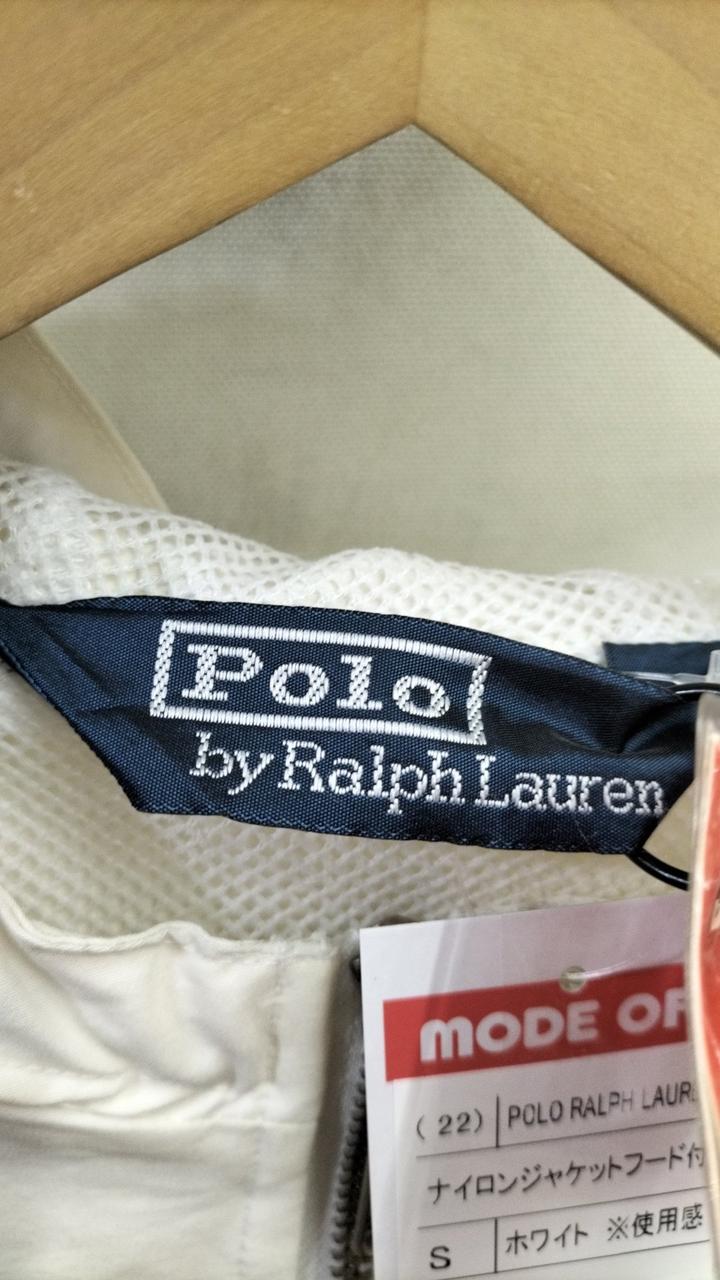 Polo
by Ralph Lauren
MODE OF
(22) POLO RALPH LAUR
ナイロンジャケットフード付
S ホワイト ※使用感